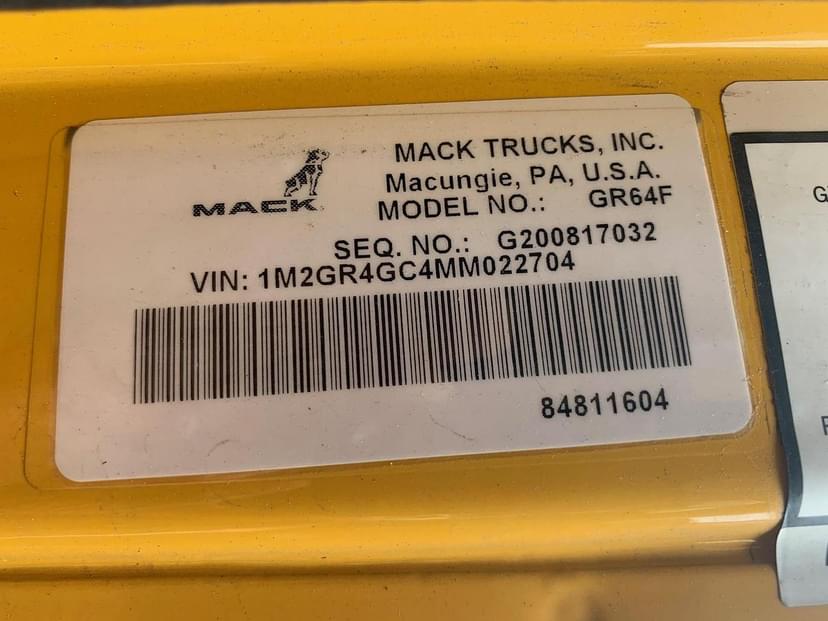 MACK
MACK TRUCKS, INC.
Macungie, PA, U.S.A.
MODEL NO.: GR64F
SEQ. NO.: G200817032
VIN: 1M2GR4GC4MM022704
84811604
G